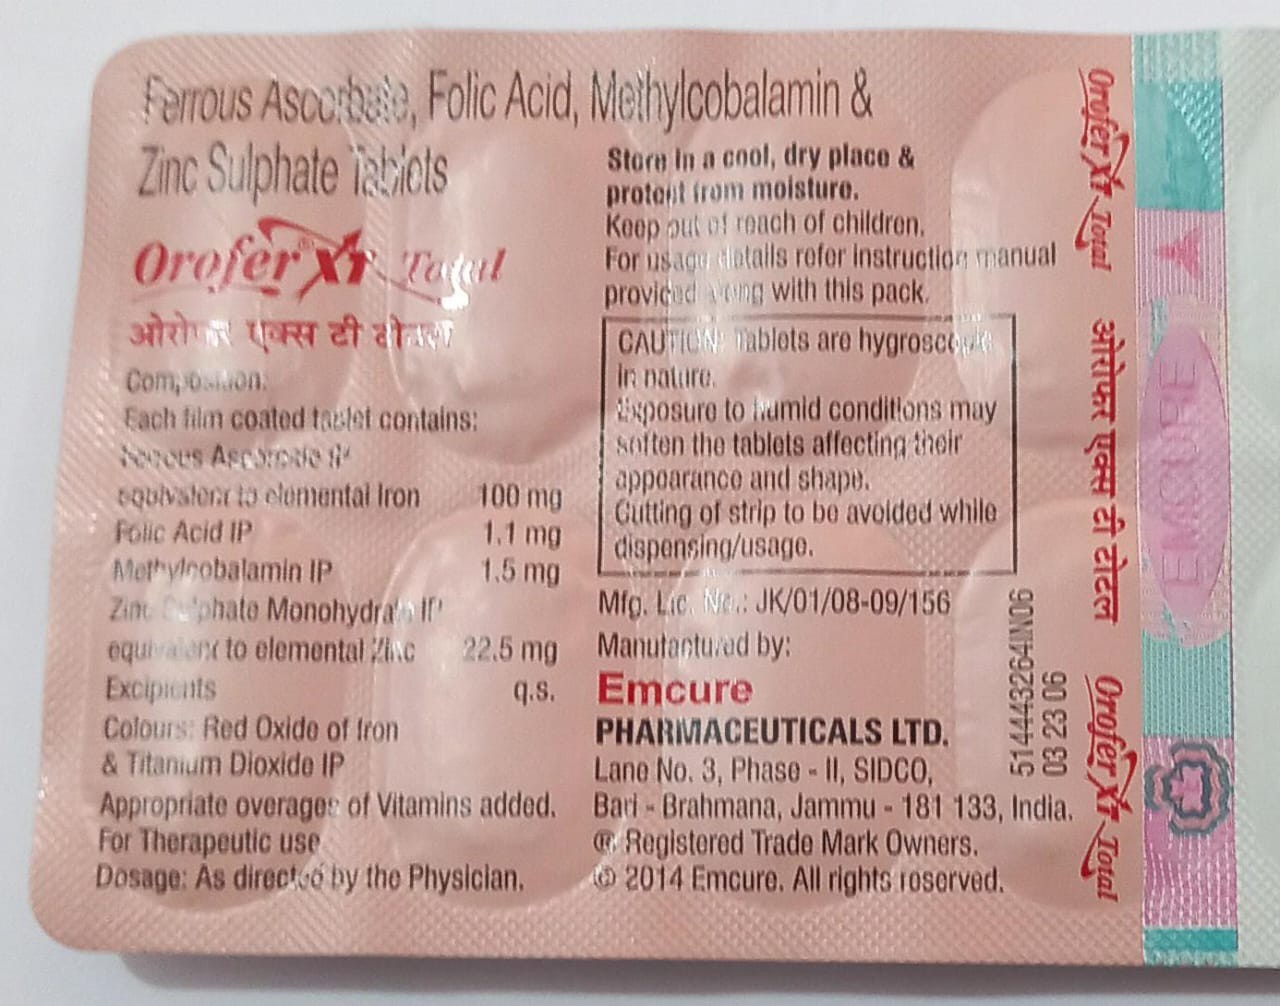 Ferrous Ascorbate, Folic Acid, Methylcobalamin &
Zinc Sulphate Tablets
Orofer® XT Total
ओरोफर एक्स टी टोटल
Composition:
Each film coated tablet contains:
Ferrous Ascorbate IP
equivalent to elemental Iron 100 mg
Folic Acid IP 1.1 mg
Methylcobalamin IP 1.5 mg
Zinc Sulphate Monohydrate IP
equivalent to elemental Zinc 22.5 mg
Excipients q.s.
Colours: Red Oxide of Iron
& Titanium Dioxide IP
Appropriate overages of Vitamins added.
For Therapeutic use
Dosage: As directed by the Physician.
Store in a cool, dry place &
protect from moisture.
Keep out of reach of children.
For usage details refer instruction manual
provided along with this pack.
CAUTION: Tablets are hygroscopic
in nature.
Exposure to humid conditions may
soften the tablets affecting their
appearance and shape.
Cutting of strip to be avoided while
dispensing/usage.
Mfg. Lic. No.: JK/01/08-09/156
Manufactured by:
Emcure
PHARMACEUTICALS LTD.
Lane No. 3, Phase - II, SIDCO,
Bari - Brahmana, Jammu - 181 133, India.
® Registered Trade Mark Owners.
© 2014 Emcure. All rights reserved.
5144443264IN06
03 23 06
Orofer XT Total
ओरोफर एक्स टी टोटल
Orofer XT Total
EMCURE